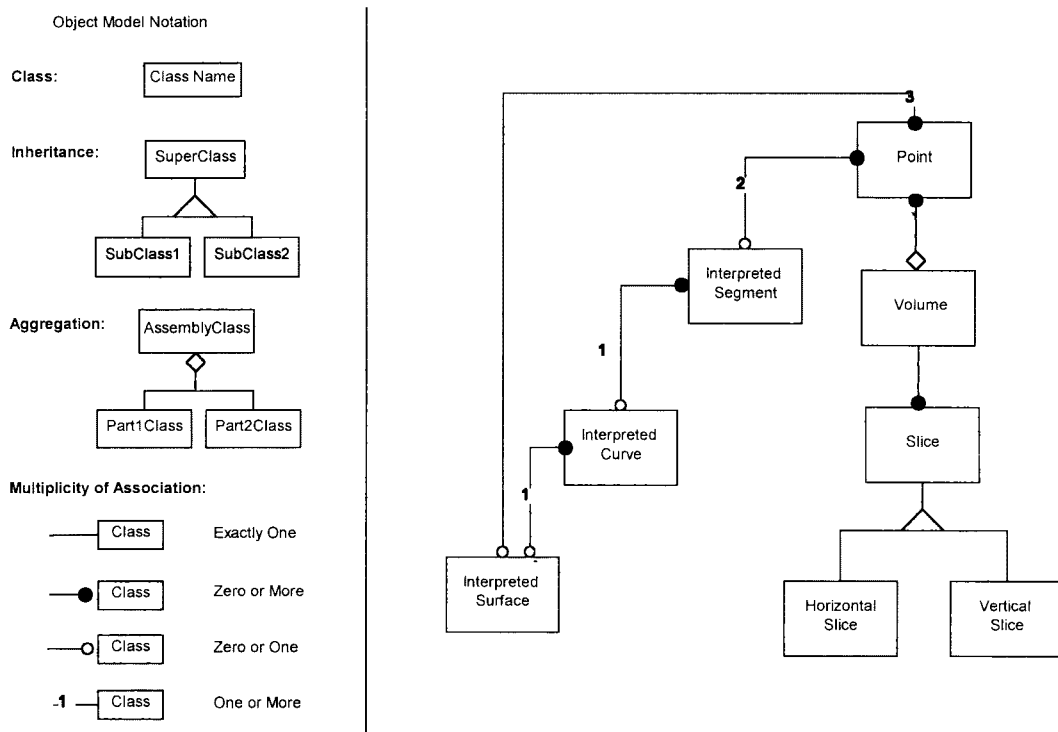 Object Model Notation
Class:
Class Name
Inheritance:
SuperClass
SubClass1
SubClass2
Aggregation:
AssemblyClass
Part1Class
Part2Class
Multiplicity of Association:
Class
Exactly One
Class
Zero or More
Class
Zero or One
1
Class
One or More
3
Point
2
Interpreted
Segment
Volume
1
Interpreted
Curve
Slice
1
Interpreted
Surface
Horizontal
Slice
Vertical
Slice